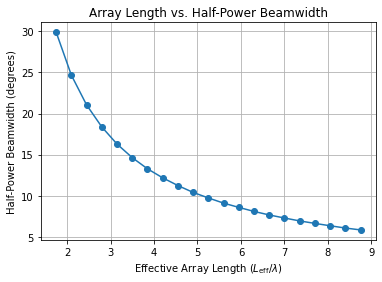 Array Length vs. Half-Power Beamwidth
30
25
20
15
10
5
Half-Power Beamwidth (degrees)
2 3 4 5 6 7 8 9
Effective Array Length (L_eff/λ)